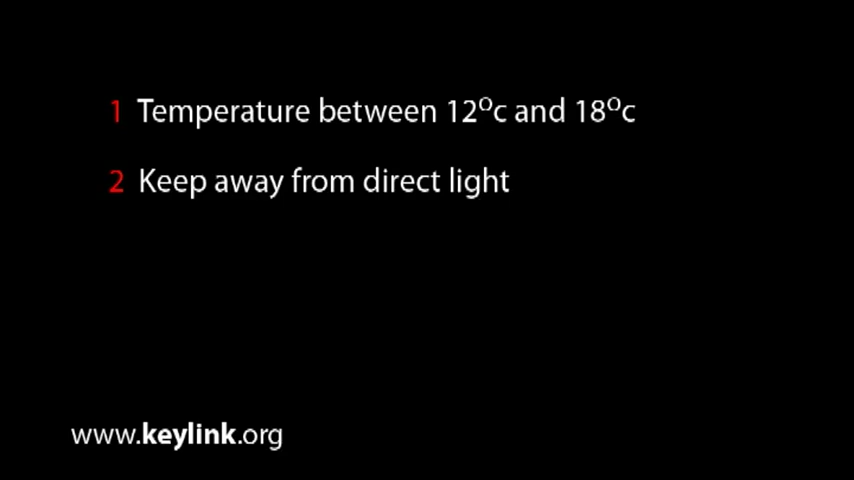 1 Temperature between 12ºc and 18ºc
2 Keep away from direct light
www.keylink.org